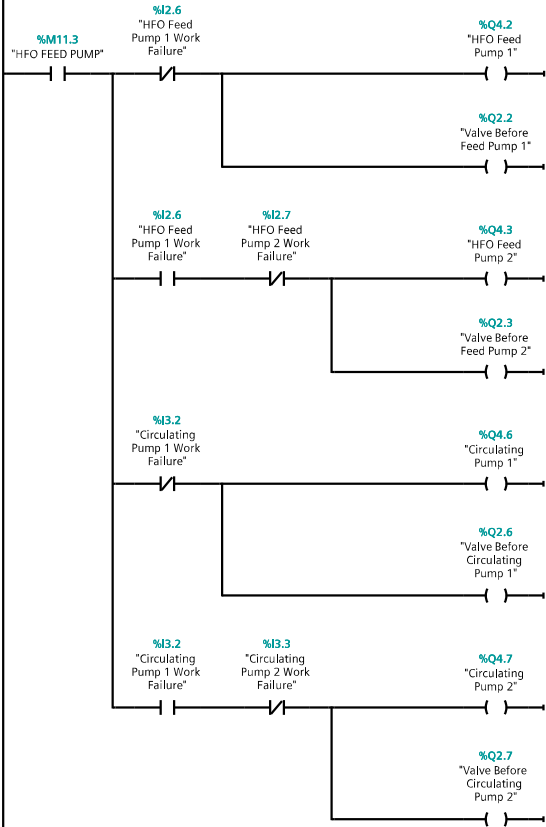 %M11.3
"HFO FEED PUMP"
%I2.6
"HFO Feed
Pump 1 Work
Failure"
%Q4.2
"HFO Feed
Pump 1"
%Q2.2
"Valve Before
Feed Pump 1"
%I2.6
"HFO Feed
Pump 1 Work
Failure"
%I2.7
"HFO Feed
Pump 2 Work
Failure"
%Q4.3
"HFO Feed
Pump 2"
%Q2.3
"Valve Before
Feed Pump 2"
%I3.2
"Circulating
Pump 1 Work
Failure"
%Q4.6
"Circulating
Pump 1"
%Q2.6
"Valve Before
Circulating
Pump 1"
%I3.2
"Circulating
Pump 1 Work
Failure"
%I3.3
"Circulating
Pump 2 Work
Failure"
%Q4.7
"Circulating
Pump 2"
%Q2.7
"Valve Before
Circulating
Pump 2"